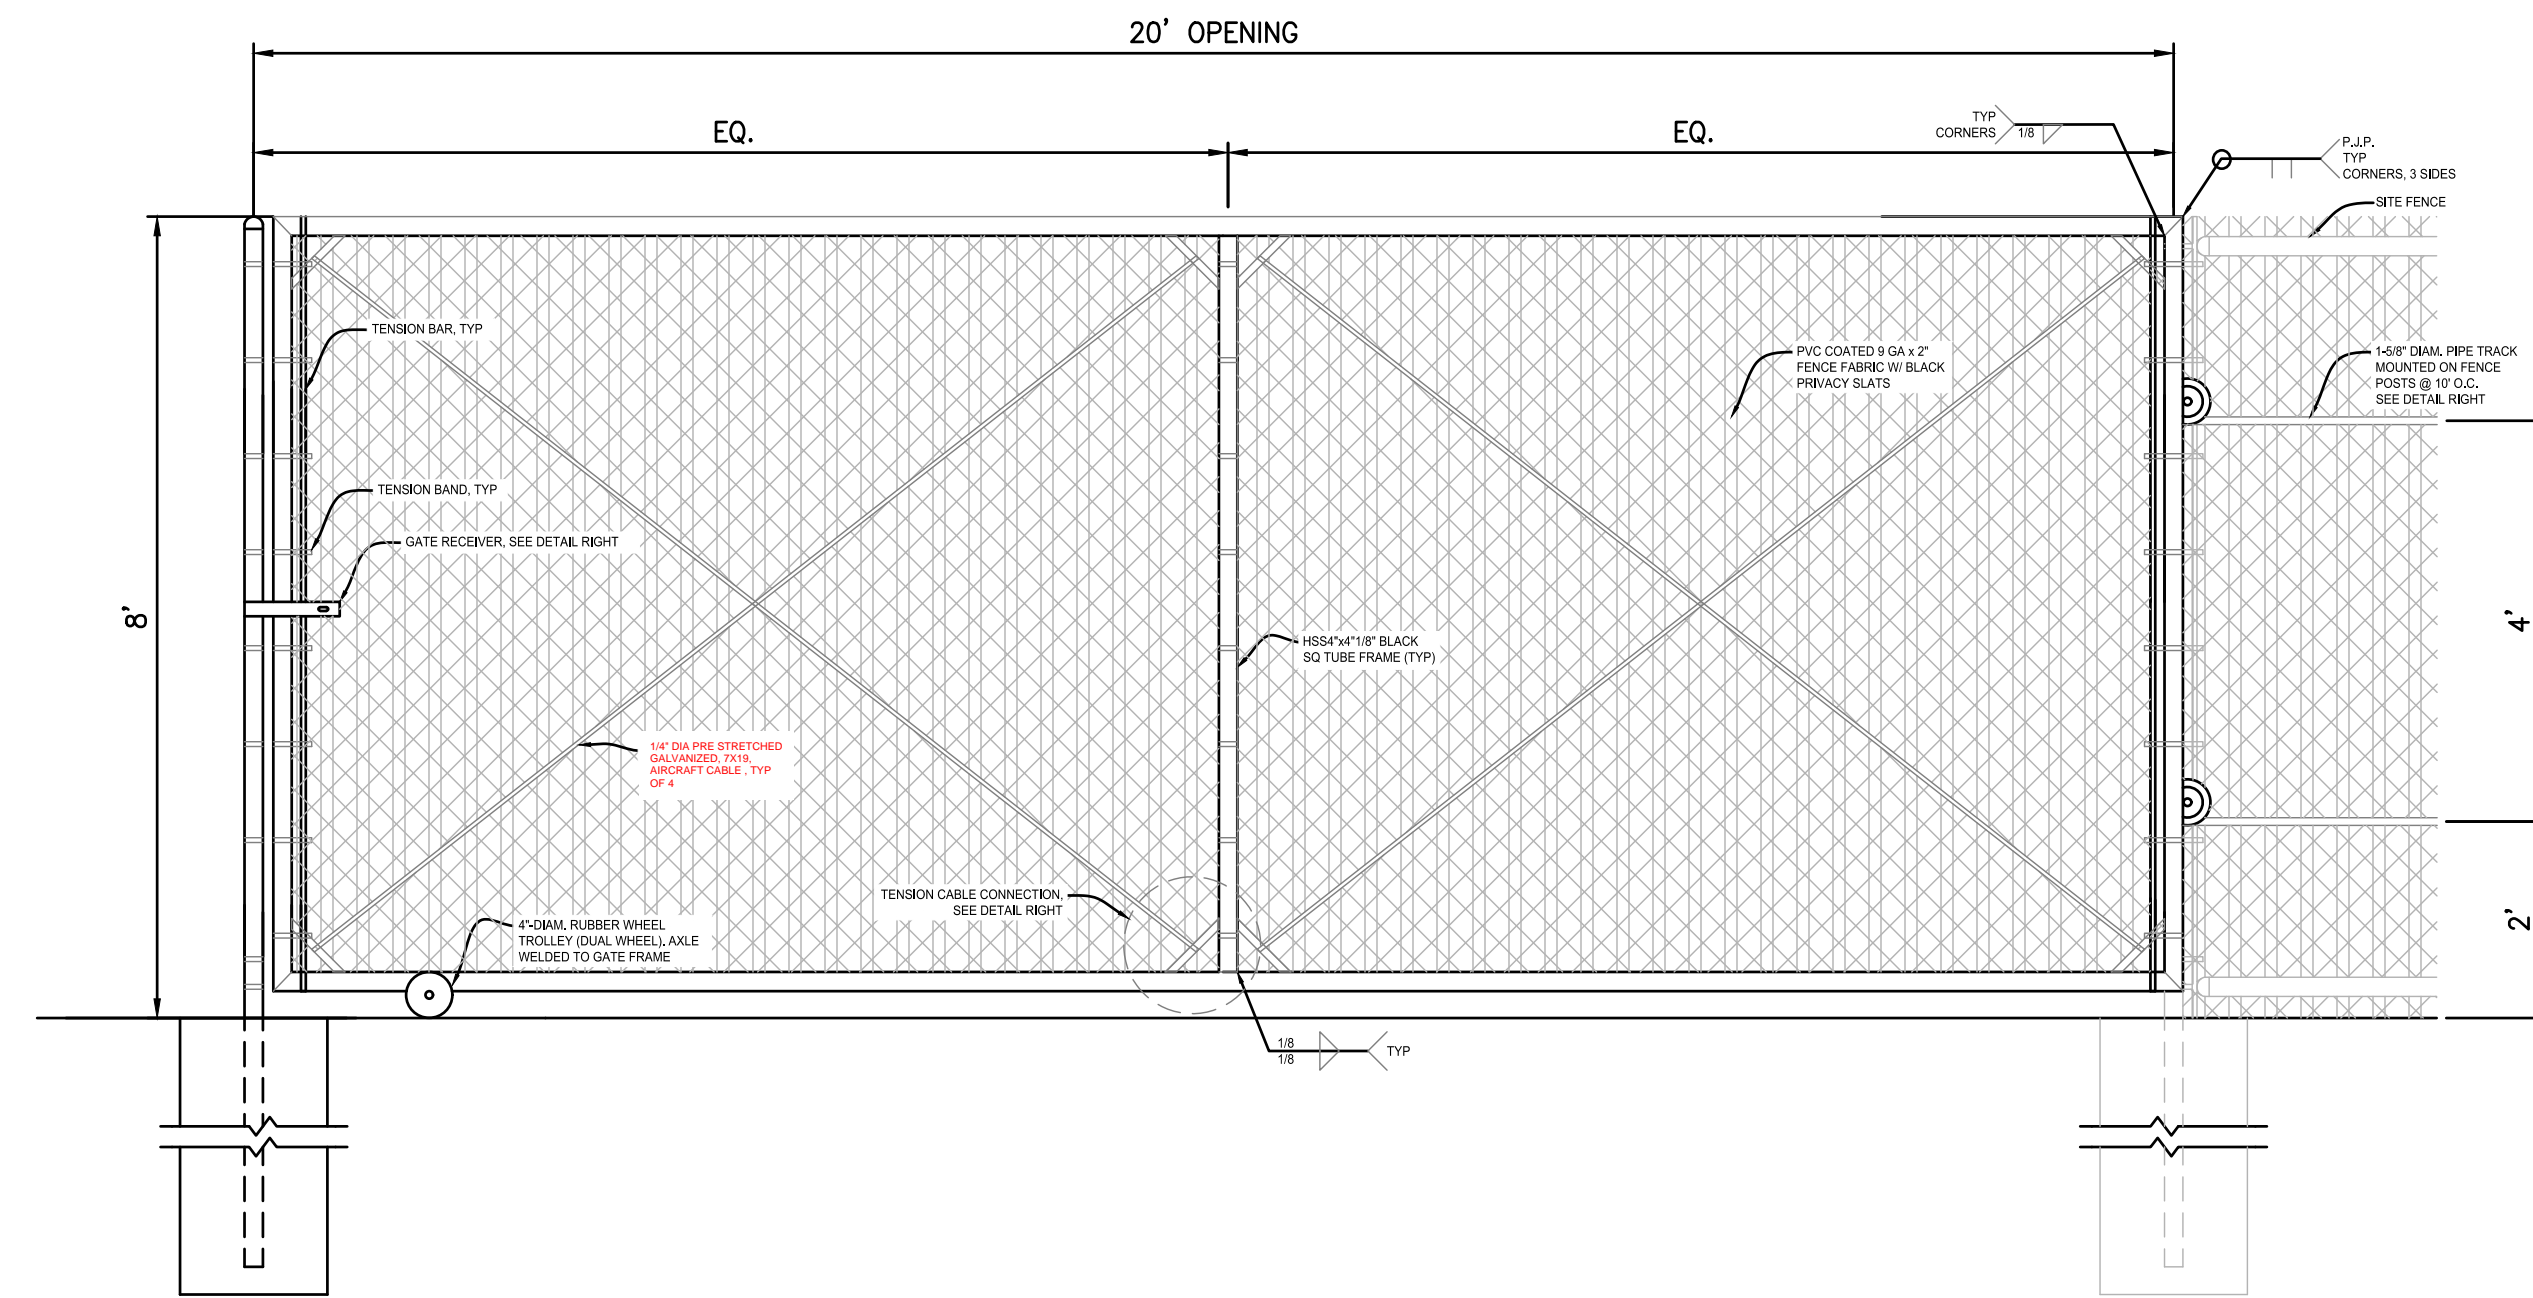 20' OPENING
EQ.
EQ.
TYP
CORNERS
1/8
P.J.P.
TYP
CORNERS, 3 SIDES
SITE FENCE
TENSION BAR, TYP
PVC COATED 9 GA x 2"
FENCE FABRIC W/ BLACK
PRIVACY SLATS
1-5/8" DIAM. PIPE TRACK
MOUNTED ON FENCE
POSTS @ 10' O.C.
SEE DETAIL RIGHT
TENSION BAND, TYP
GATE RECEIVER, SEE DETAIL RIGHT
8'
4'
HSS4"x4"1/8" BLACK
SQ TUBE FRAME (TYP)
1/4" DIA PRE STRETCHED
GALVANIZED, 7X19,
AIRCRAFT CABLE , TYP
OF 4
TENSION CABLE CONNECTION,
SEE DETAIL RIGHT
4"-DIAM. RUBBER WHEEL
TROLLEY (DUAL WHEEL). AXLE
WELDED TO GATE FRAME
2'
1/8
1/8
TYP